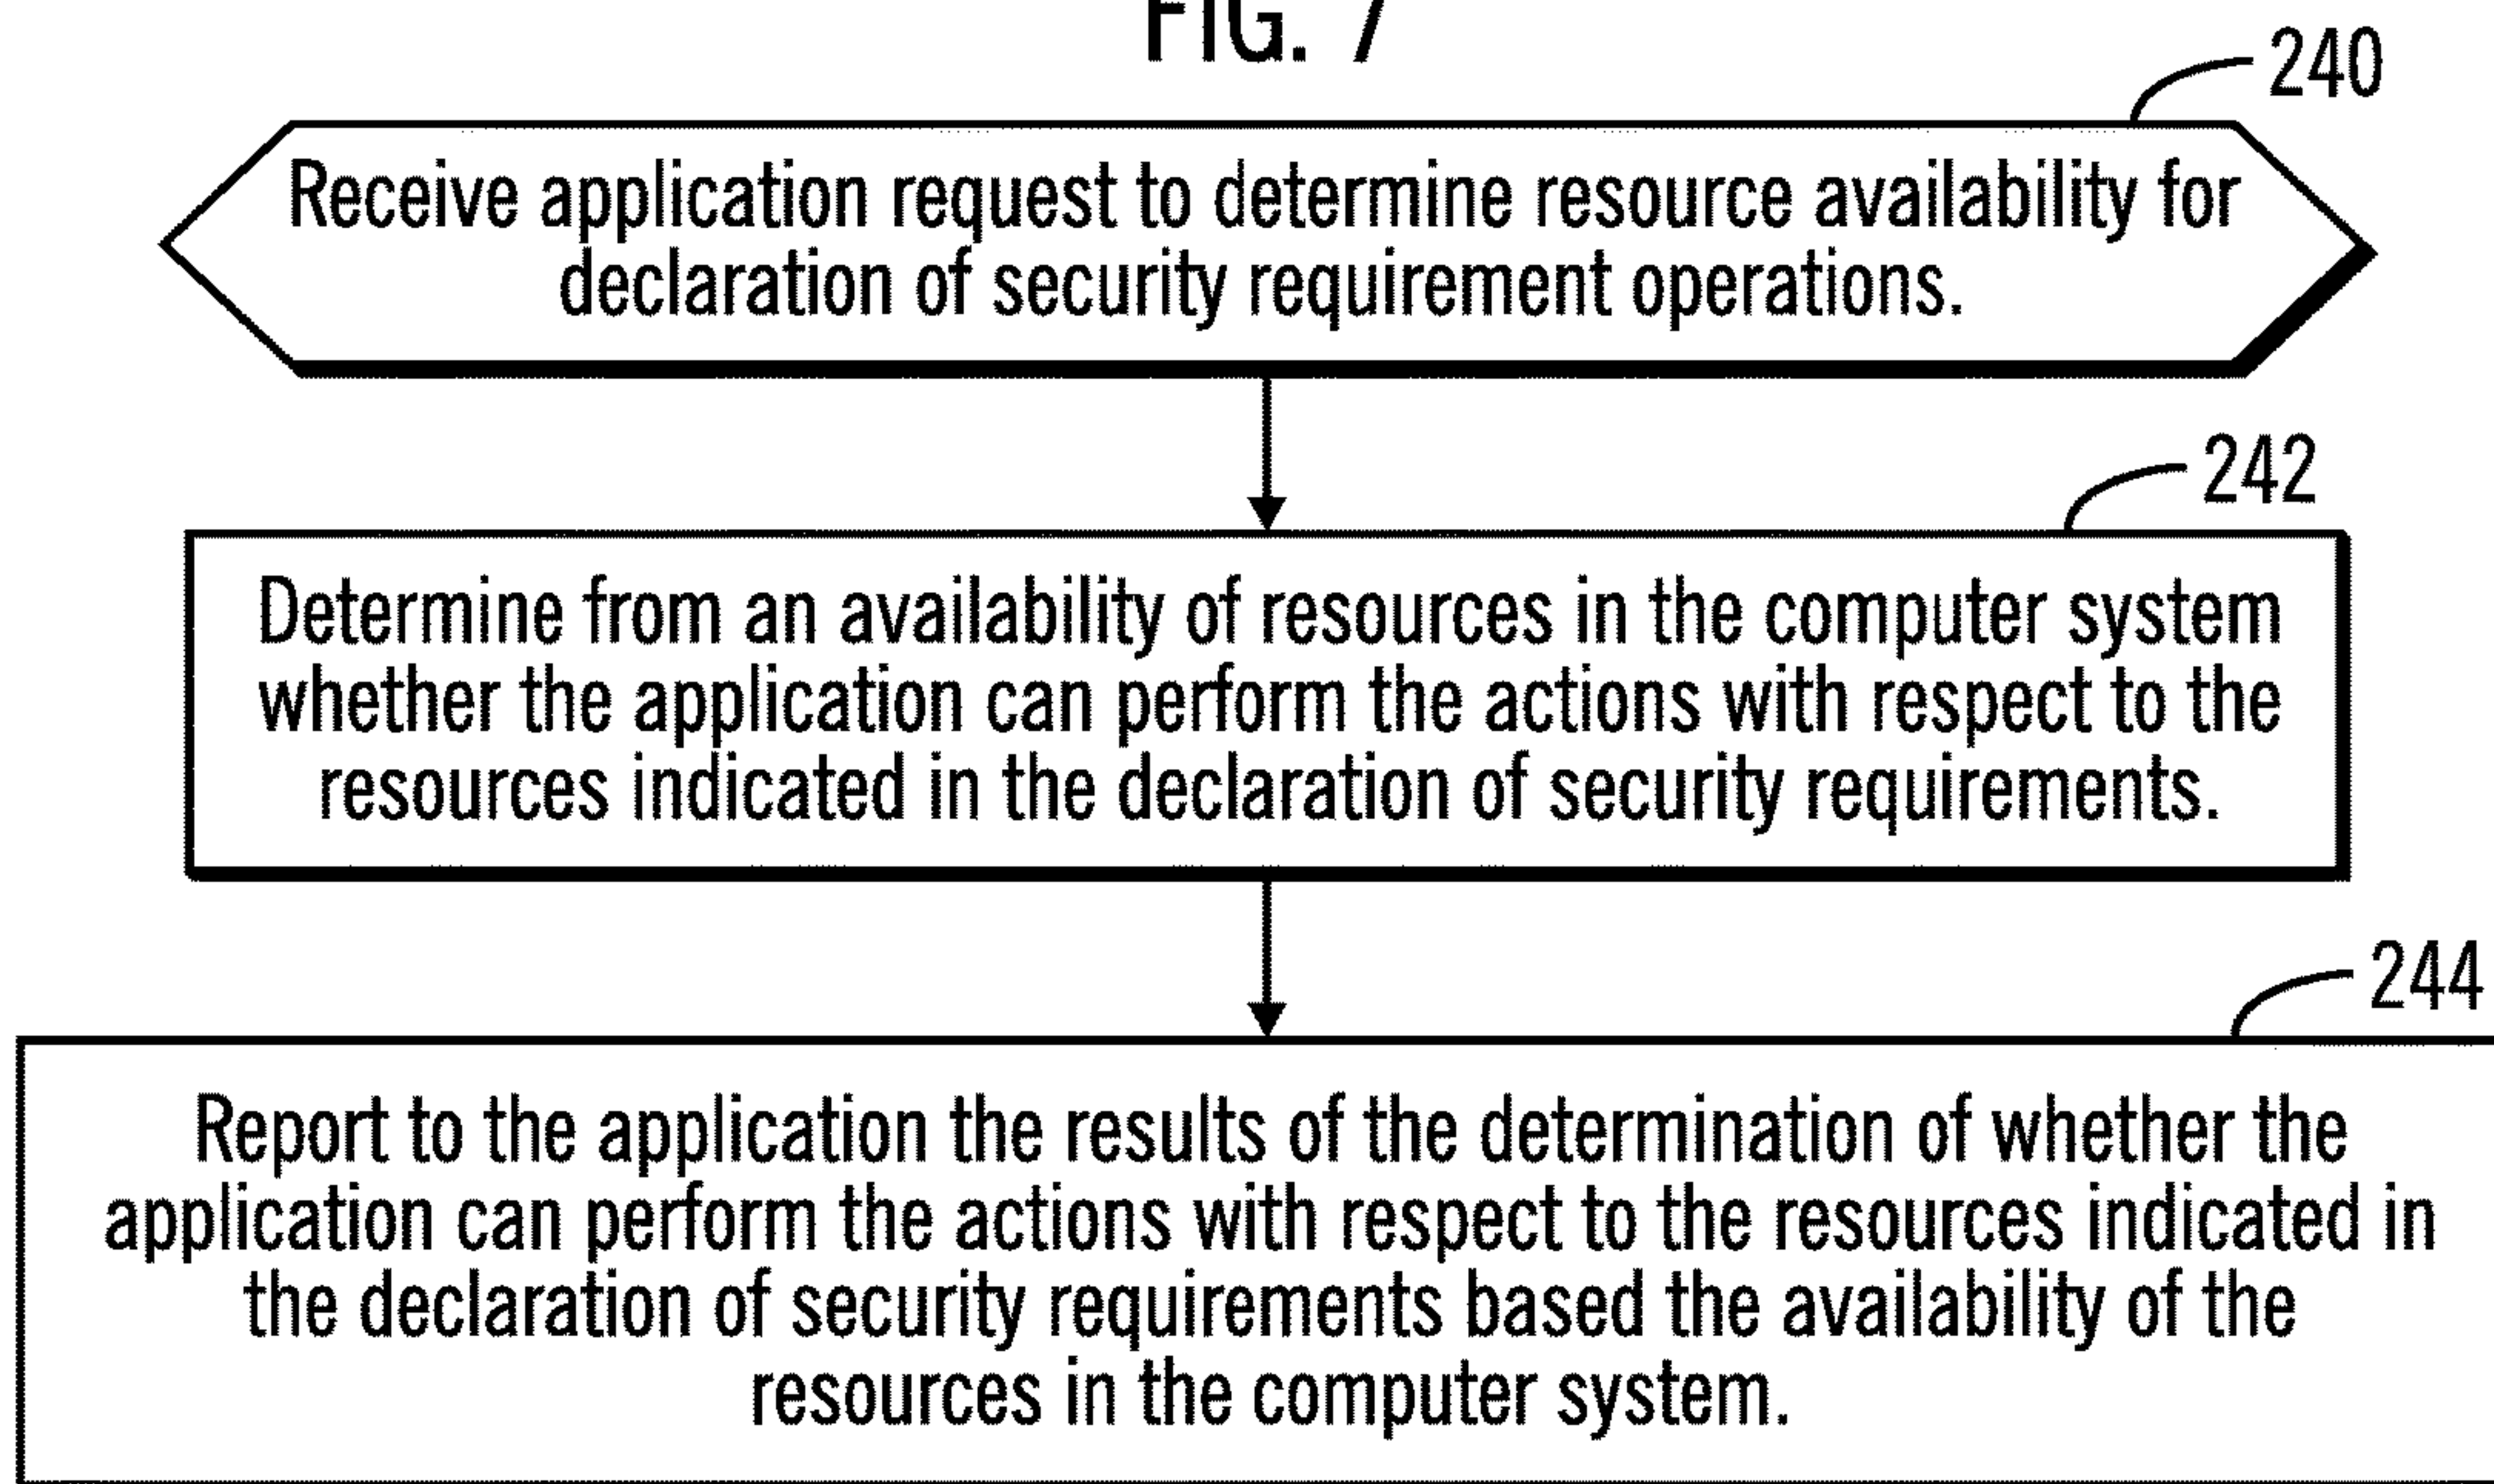 FIG. 7
240
Receive application request to determine resource availability for
declaration of security requirement operations.
242
Determine from an availability of resources in the computer system
whether the application can perform the actions with respect to the
resources indicated in the declaration of security requirements.
244
Report to the application the results of the determination of whether the
application can perform the actions with respect to the resources indicated in
the declaration of security requirements based the availability of the
resources in the computer system.